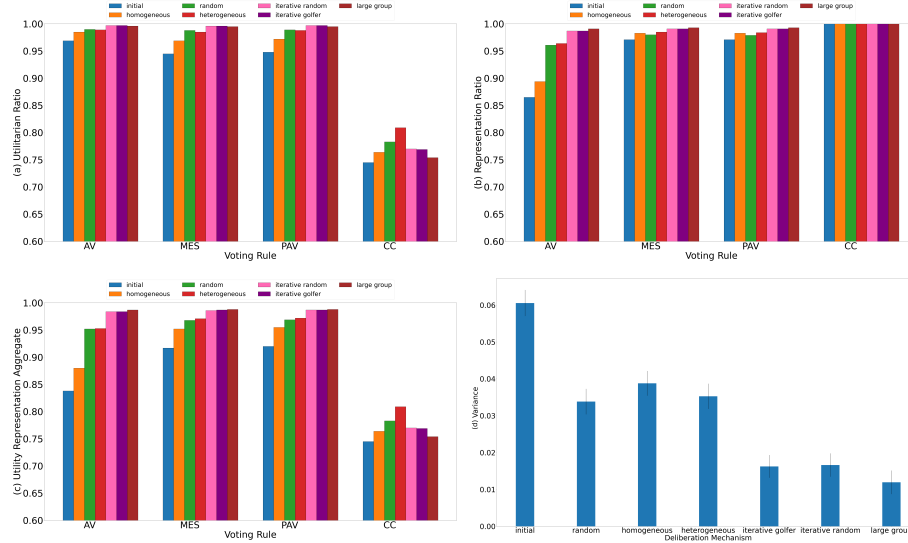 initial random iterative random large group
homogeneous heterogeneous iterative golfer
(a) Utilitarian Ratio
1.00
0.95
0.90
0.85
0.80
0.75
0.70
0.65
0.60
AV MES PAV CC
Voting Rule
initial random iterative random large group
homogeneous heterogeneous iterative golfer
(b) Representation Ratio
1.00
0.95
0.90
0.85
0.80
0.75
0.70
0.65
0.60
AV MES PAV CC
Voting Rule
initial random iterative random large group
homogeneous heterogeneous iterative golfer
(c) Utility Representation Aggregate
1.00
0.95
0.90
0.85
0.80
0.75
0.70
0.65
0.60
AV MES PAV CC
Voting Rule
(d) Variance
0.06
0.05
0.04
0.03
0.02
0.01
0.00
initial random homogeneous heterogeneous iterative golfer iterative random large grou
Deliberation Mechanism